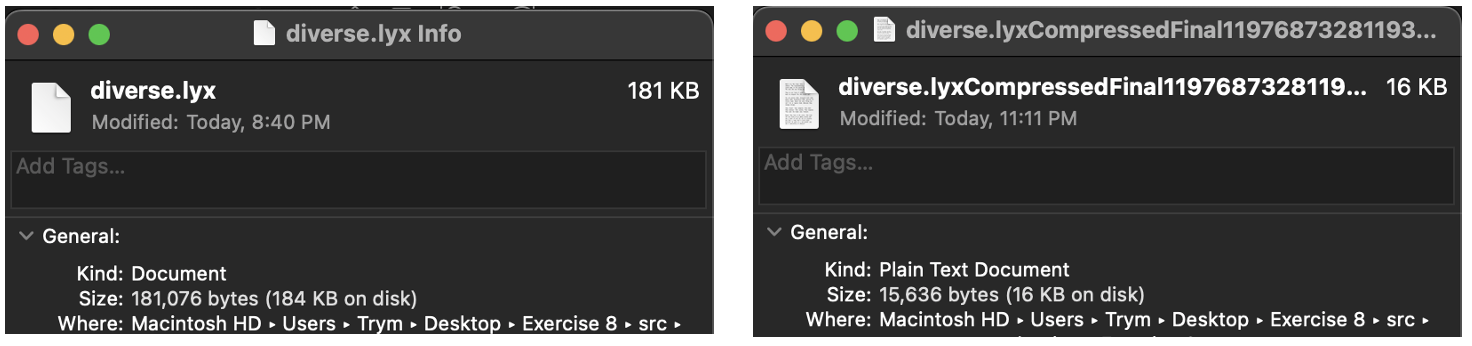 diverse.lyx Info
diverse.lyx 181 KB
Modified: Today, 8:40 PM
Add Tags...
General:
Kind: Document
Size: 181,076 bytes (184 KB on disk)
Where: Macintosh HD ▸ Users ▸ Trym ▸ Desktop ▸ Exercise 8 ▸ src ▸
diverse.lyxCompressedFinal11976873281193...
diverse.lyxCompressedFinal1197687328119... 16 KB
Modified: Today, 11:11 PM
Add Tags...
General:
Kind: Plain Text Document
Size: 15,636 bytes (16 KB on disk)
Where: Macintosh HD ▸ Users ▸ Trym ▸ Desktop ▸ Exercise 8 ▸ src ▸